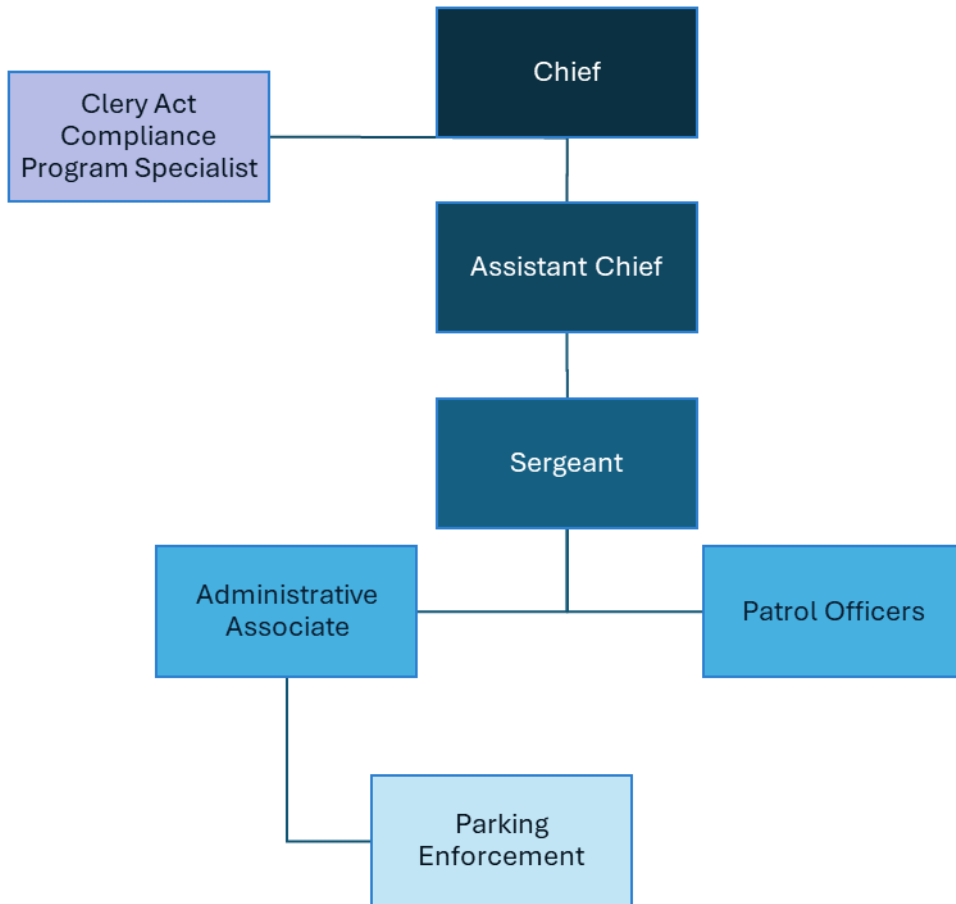 Chief
Clery Act
Compliance
Program Specialist
Assistant Chief
Sergeant
Administrative
Associate
Patrol Officers
Parking
Enforcement